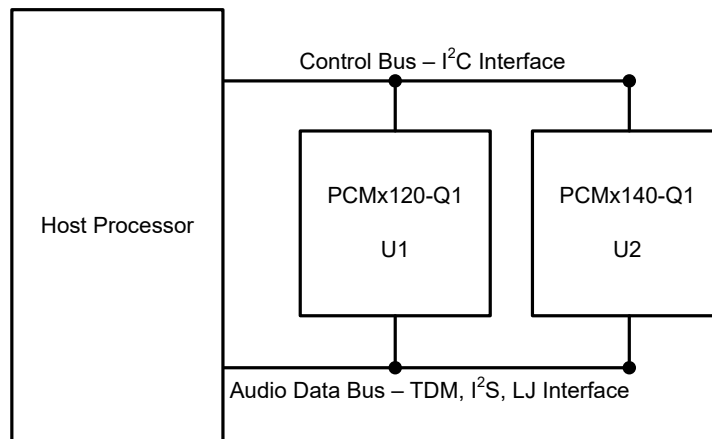 Control Bus – I²C Interface
PCMx120-Q1
PCMx140-Q1
Host Processor
U1
U2
Audio Data Bus – TDM, I²S, LJ Interface